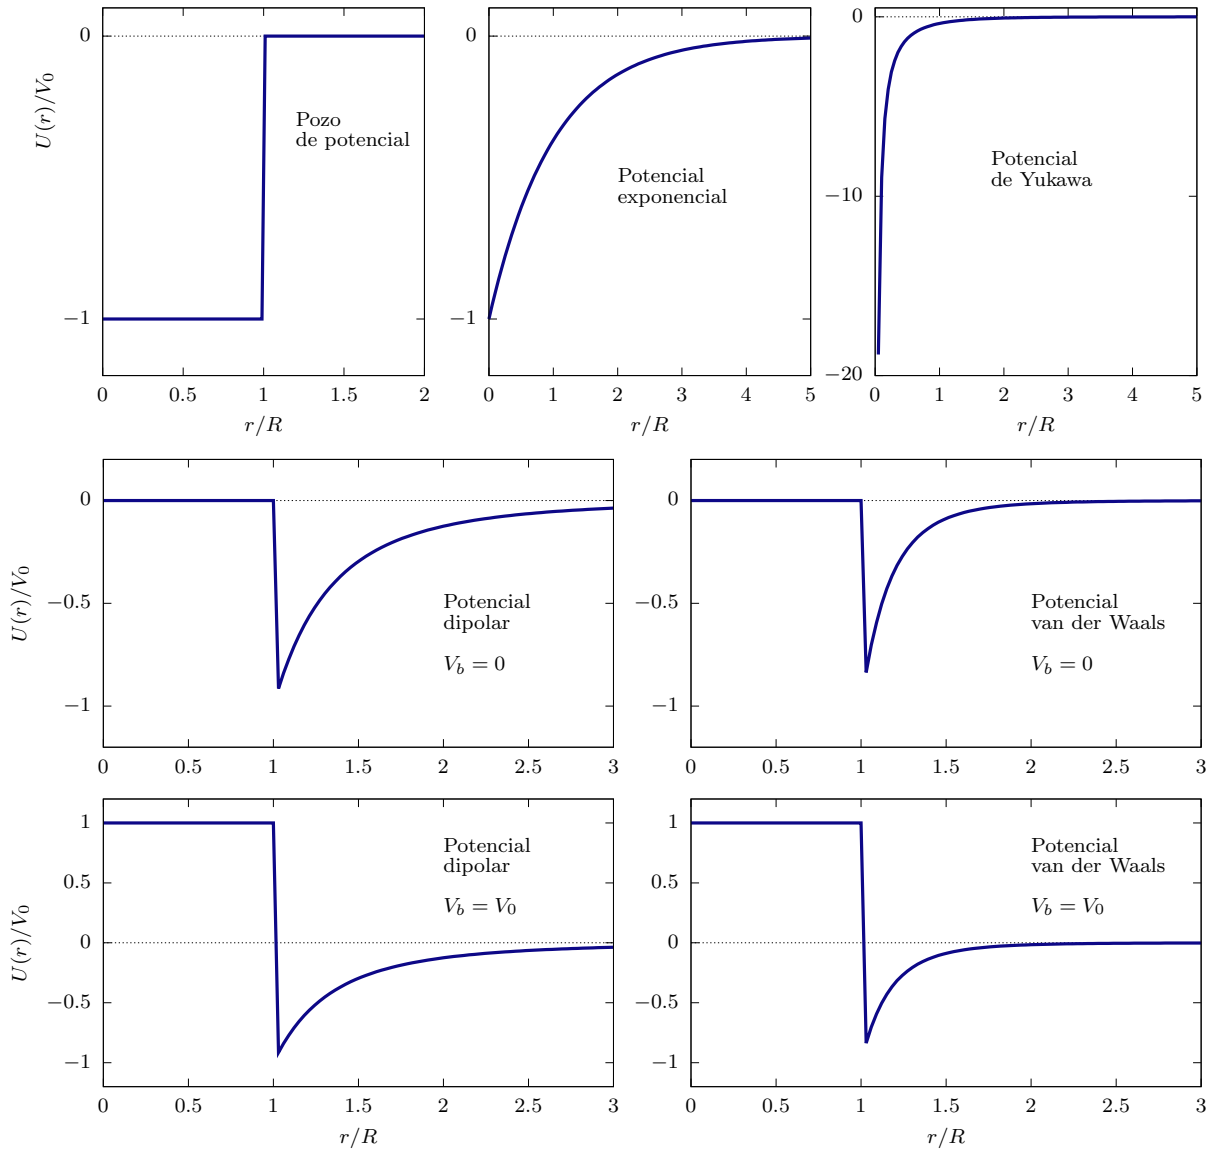 U(r)/V₀
0
−1
Pozo
de potencial
0 0.5 1 1.5 2
r/R
0
−1
Potencial
exponencial
0 1 2 3 4 5
r/R
0
−10
−20
Potencial
de Yukawa
0 1 2 3 4 5
r/R
U(r)/V₀
0
−0.5
−1
Potencial
dipolar
V_b = 0
0 0.5 1 1.5 2 2.5 3
0
−0.5
−1
Potencial
van der Waals
V_b = 0
0 0.5 1 1.5 2 2.5 3
U(r)/V₀
1
0.5
0
−0.5
−1
Potencial
dipolar
V_b = V₀
0 0.5 1 1.5 2 2.5 3
r/R
1
0.5
0
−0.5
−1
Potencial
van der Waals
V_b = V₀
0 0.5 1 1.5 2 2.5 3
r/R